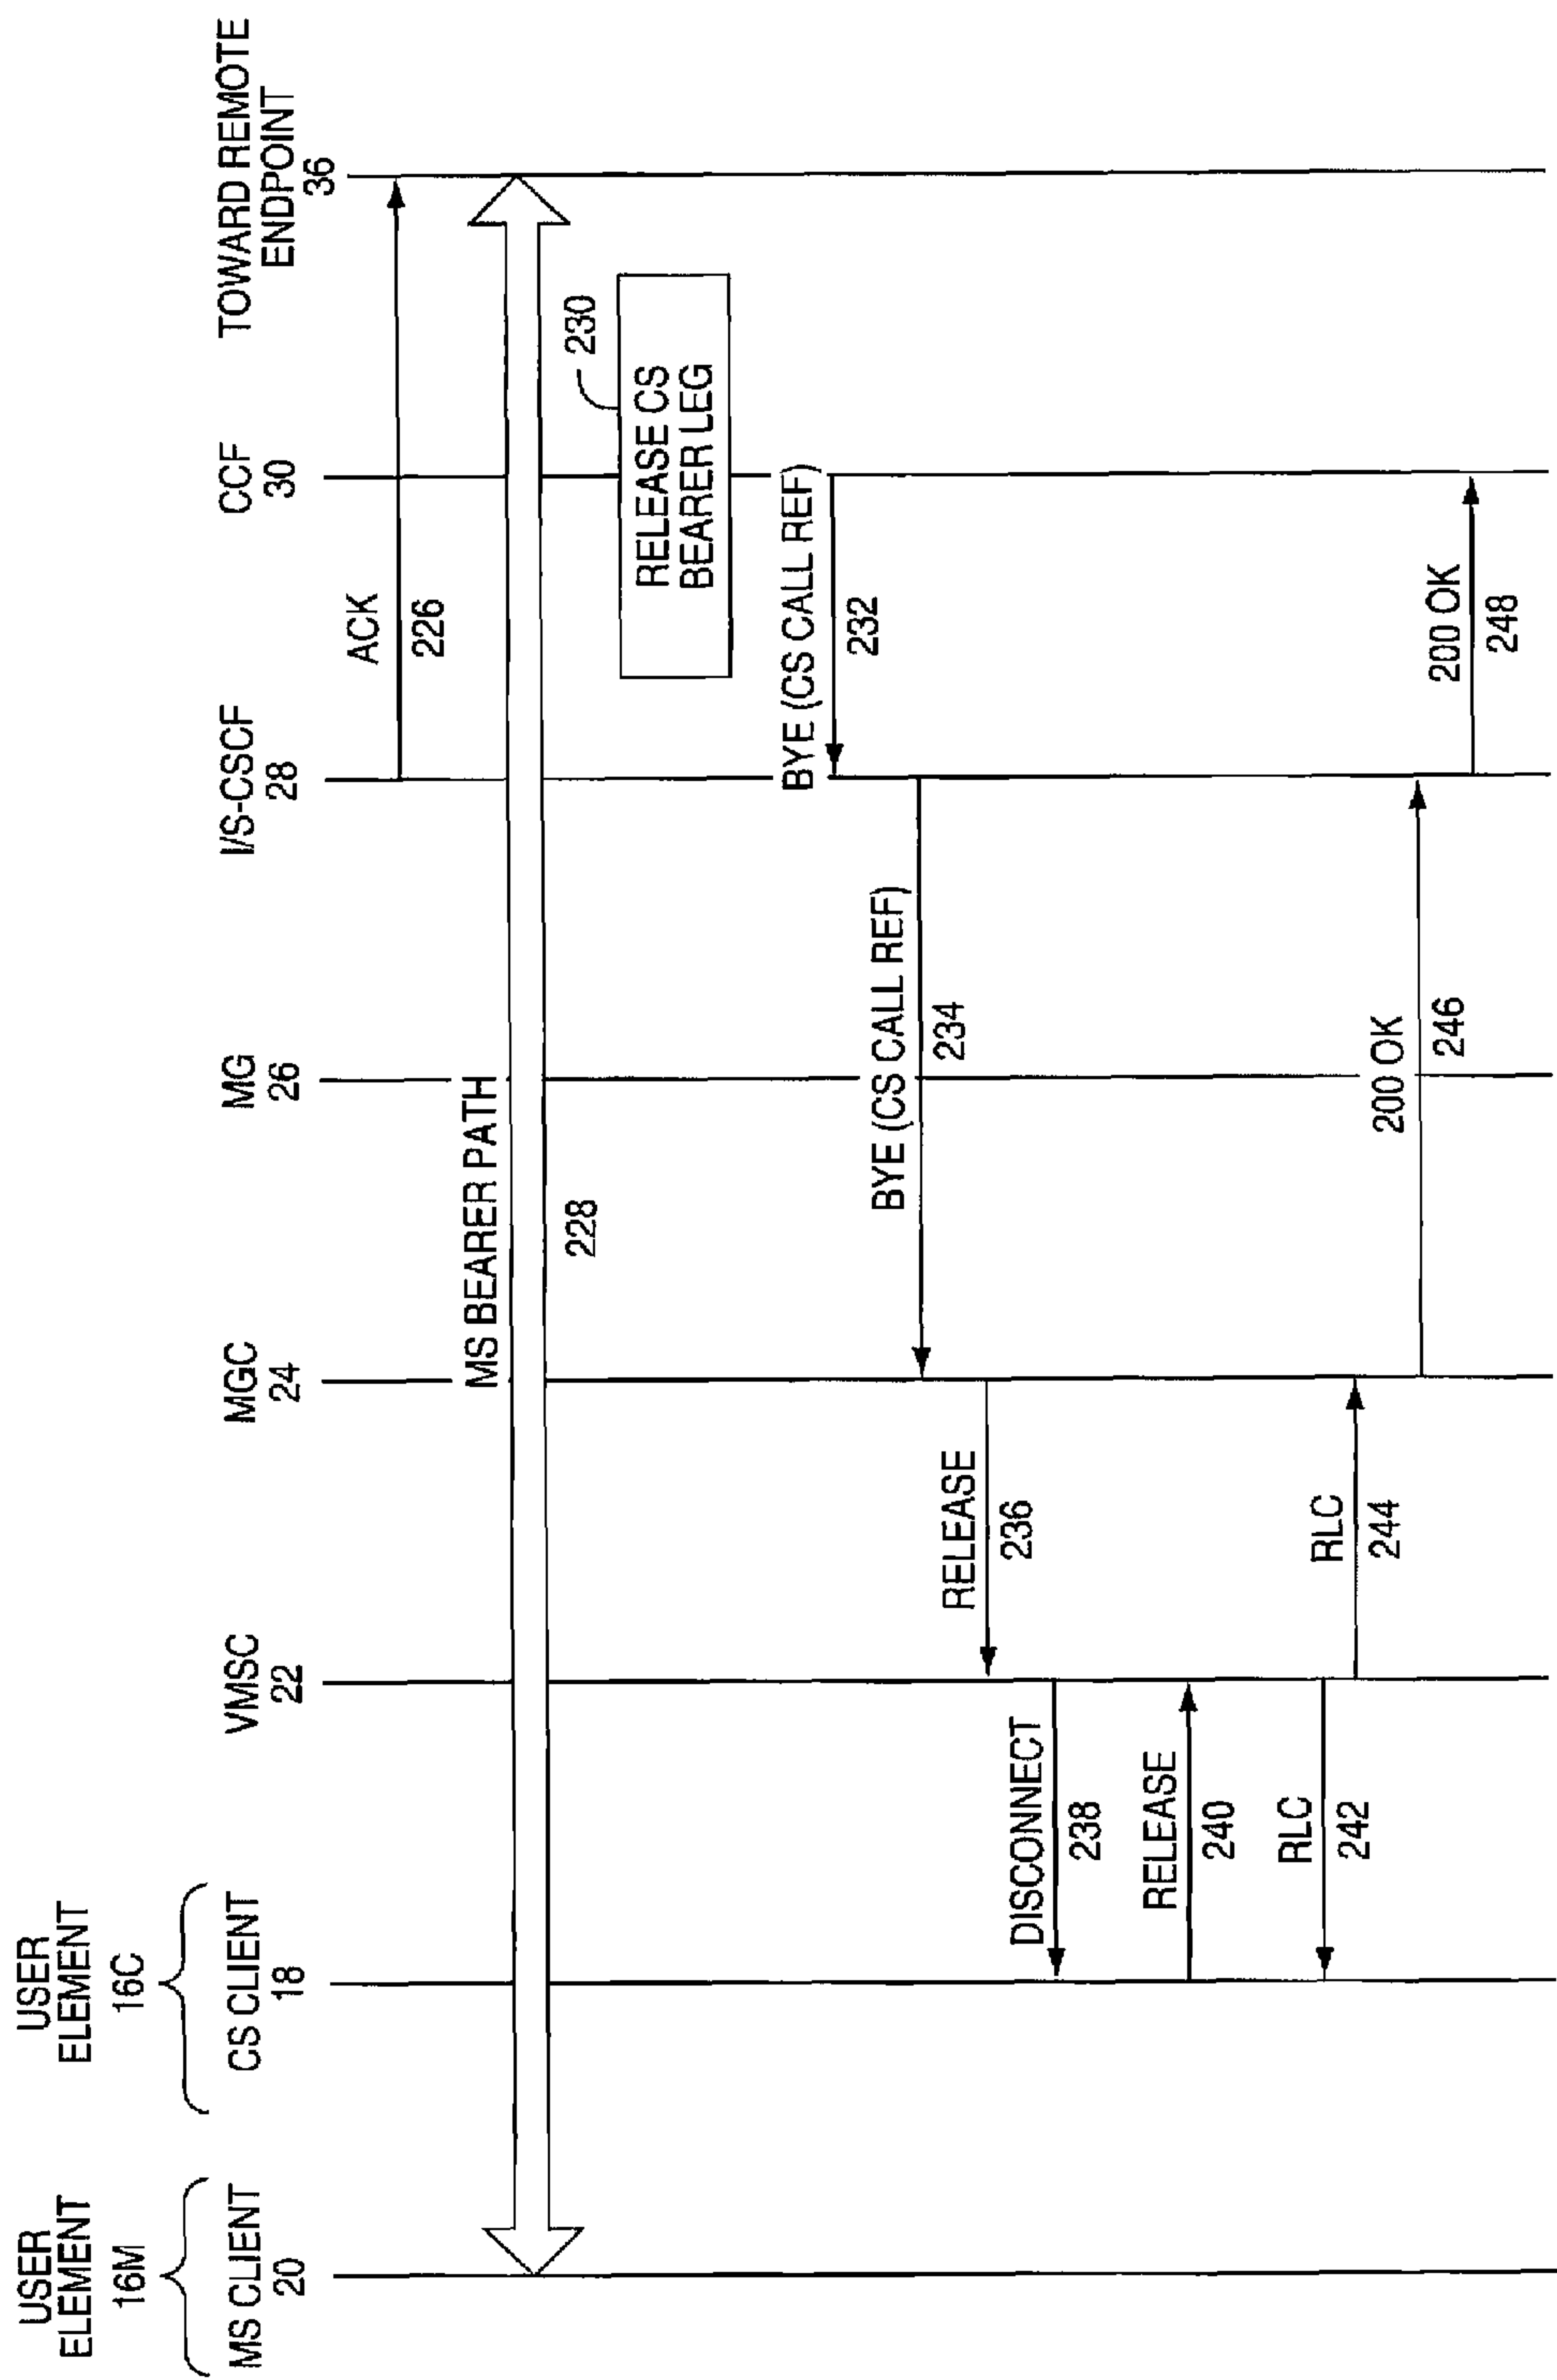 USER
ELEMENT
16M
MS CLIENT
20
USER
ELEMENT
16C
CS CLIENT
18
VMSC
22
MGC
24
MG
26
I/S-CSCF
28
CCF
30
TOWARD REMOTE
ENDPOINT
36
ACK
226
MS BEARER PATH
228
230
RELEASE CS
BEARER LEG
BYE (CS CALL REF)
232
BYE (CS CALL REF)
234
RELEASE
236
DISCONNECT
238
RELEASE
240
RLC
242
RLC
244
200 OK
246
200 OK
248